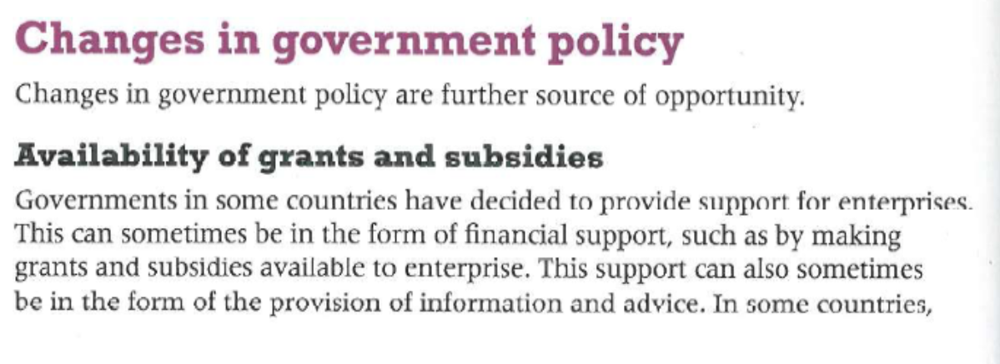 Changes in government policy
Changes in government policy are further source of opportunity.
Availability of grants and subsidies
Governments in some countries have decided to provide support for enterprises.
This can sometimes be in the form of financial support, such as by making
grants and subsidies available to enterprise. This support can also sometimes
be in the form of the provision of information and advice. In some countries,